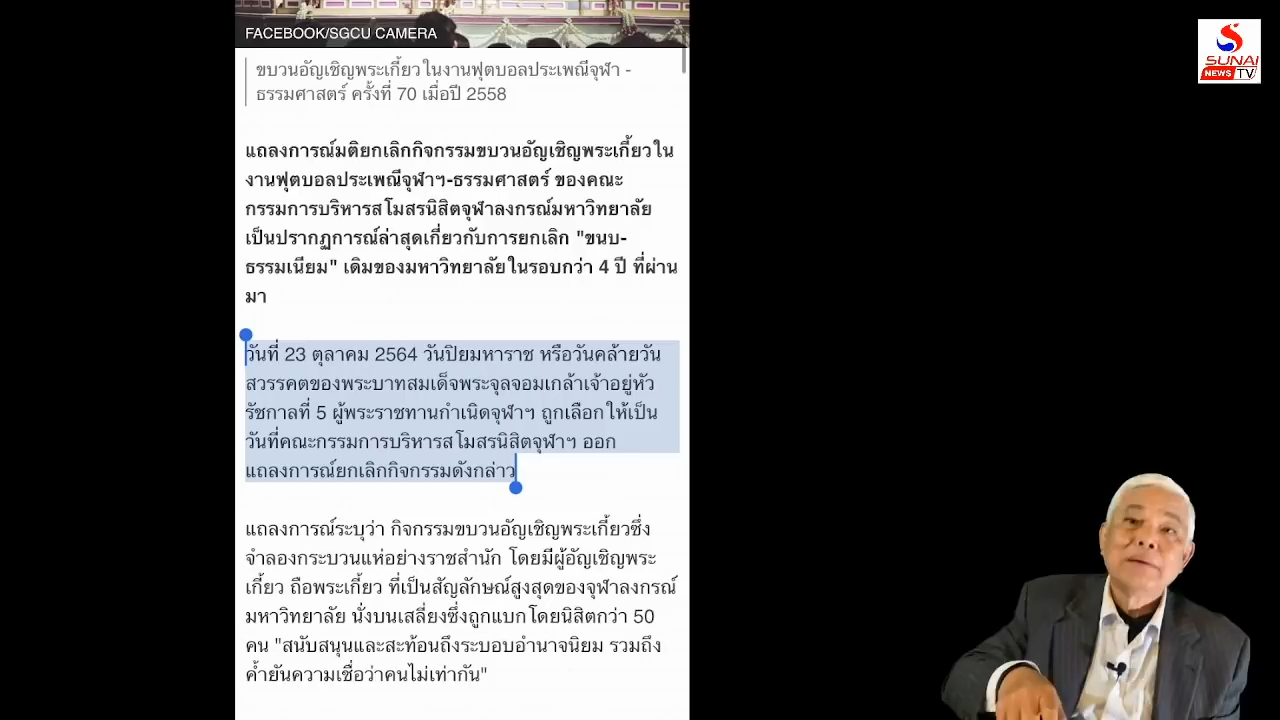 FACEBOOK/SGCU CAMERA
SUNAI
NEWS TV
ขบวนอัญเชิญพระเกี้ยวในงานฟุตบอลประเพณีจุฬา -
ธรรมศาสตร์ ครั้งที่ 70 เมื่อปี 2558
แถลงการณ์มติยกเลิกกิจกรรมขบวนอัญเชิญพระเกี้ยวใน
งานฟุตบอลประเพณีจุฬาฯ-ธรรมศาสตร์ ของคณะ
กรรมการบริหารสโมสรนิสิตจุฬาลงกรณ์มหาวิทยาลัย
เป็นปรากฏการณ์ล่าสุดเกี่ยวกับการยกเลิก "ขนบ-
ธรรมเนียม" เดิมของมหาวิทยาลัยในรอบกว่า 4 ปี ที่ผ่าน
มา
วันที่ 23 ตุลาคม 2564 วันปิยมหาราช หรือวันคล้ายวัน
สวรรคตของพระบาทสมเด็จพระจุลจอมเกล้าเจ้าอยู่หัว
รัชกาลที่ 5 ผู้พระราชทานกำเนิดจุฬาฯ ถูกเลือกให้เป็น
วันที่คณะกรรมการบริหารสโมสรนิสิตจุฬาฯ ออก
แถลงการณ์ยกเลิกกิจกรรมดังกล่าว
แถลงการณ์ระบุว่า กิจกรรมขบวนอัญเชิญพระเกี้ยวซึ่ง
จำลองกระบวนแห่อย่างราชสำนัก โดยมีผู้อัญเชิญพระ
เกี้ยว ถือพระเกี้ยว ที่เป็นสัญลักษณ์สูงสุดของจุฬาลงกรณ์
มหาวิทยาลัย นั่งบนเสลี่ยงซึ่งถูกแบกโดยนิสิตกว่า 50
คน "สนับสนุนและสะท้อนถึงระบอบอำนาจนิยม รวมถึง
ค้ำยันความเชื่อว่าคนไม่เท่ากัน"